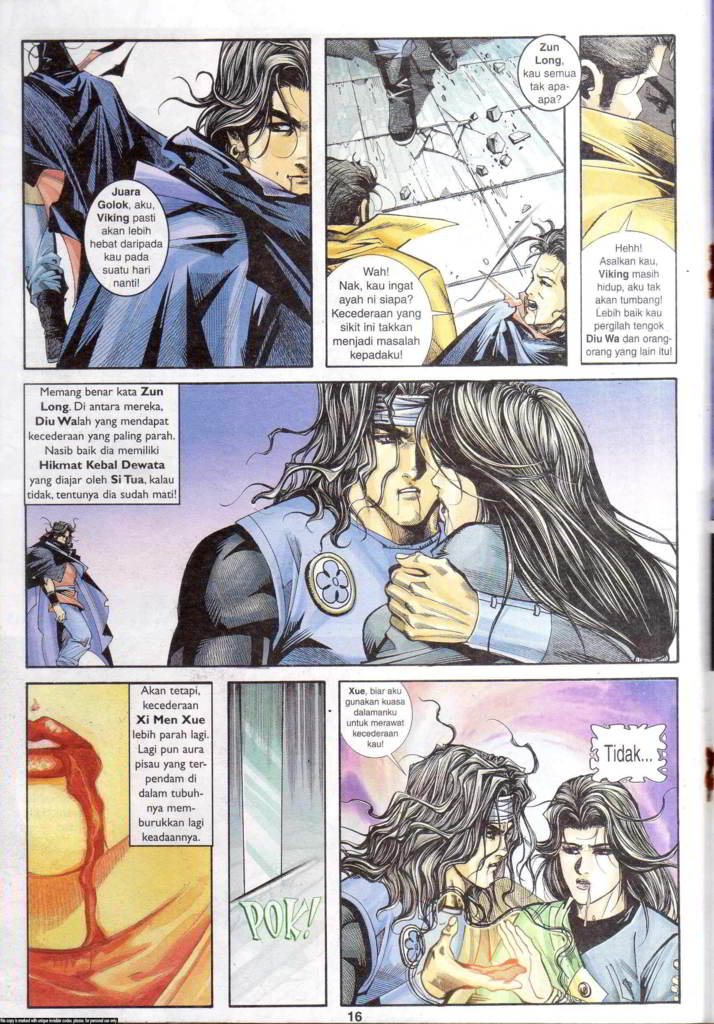 Juara
Golok, aku,
Viking pasti
akan lebih
hebat daripada
kau pada
suatu hari
nanti!
Zun
Long,
kau semua
tak apa-
apa?
Wah!
Nak, kau ingat
ayah ni siapa?
Kecederaan yang
sikit ini takkan
menjadi masalah
kepadaku!
Hehh!
Asalkan kau,
Viking masih
hidup, aku tak
akan tumbang!
Lebih baik kau
pergilah tengok
Diu Wa dan orang-
orang yang lain itu!
Memang benar kata Zun
Long. Di antara mereka,
Diu Walah yang mendapat
kecederaan yang paling parah.
Nasib baik dia memiliki
Hikmat Kebal Dewata
yang diajar oleh Si Tua, kalau
tidak, tentunya dia sudah mati!
Akan tetapi,
kecederaan
Xi Men Xue
lebih parah lagi.
Lagi pun aura
pisau yang ter-
pendam di
dalam tubuh-
nya mem-
burukkan lagi
keadaannya.
POK!
Xue, biar aku
gunakan kuasa
dalamanku
untuk merawat
kecederaan
kau!
Tidak...
16